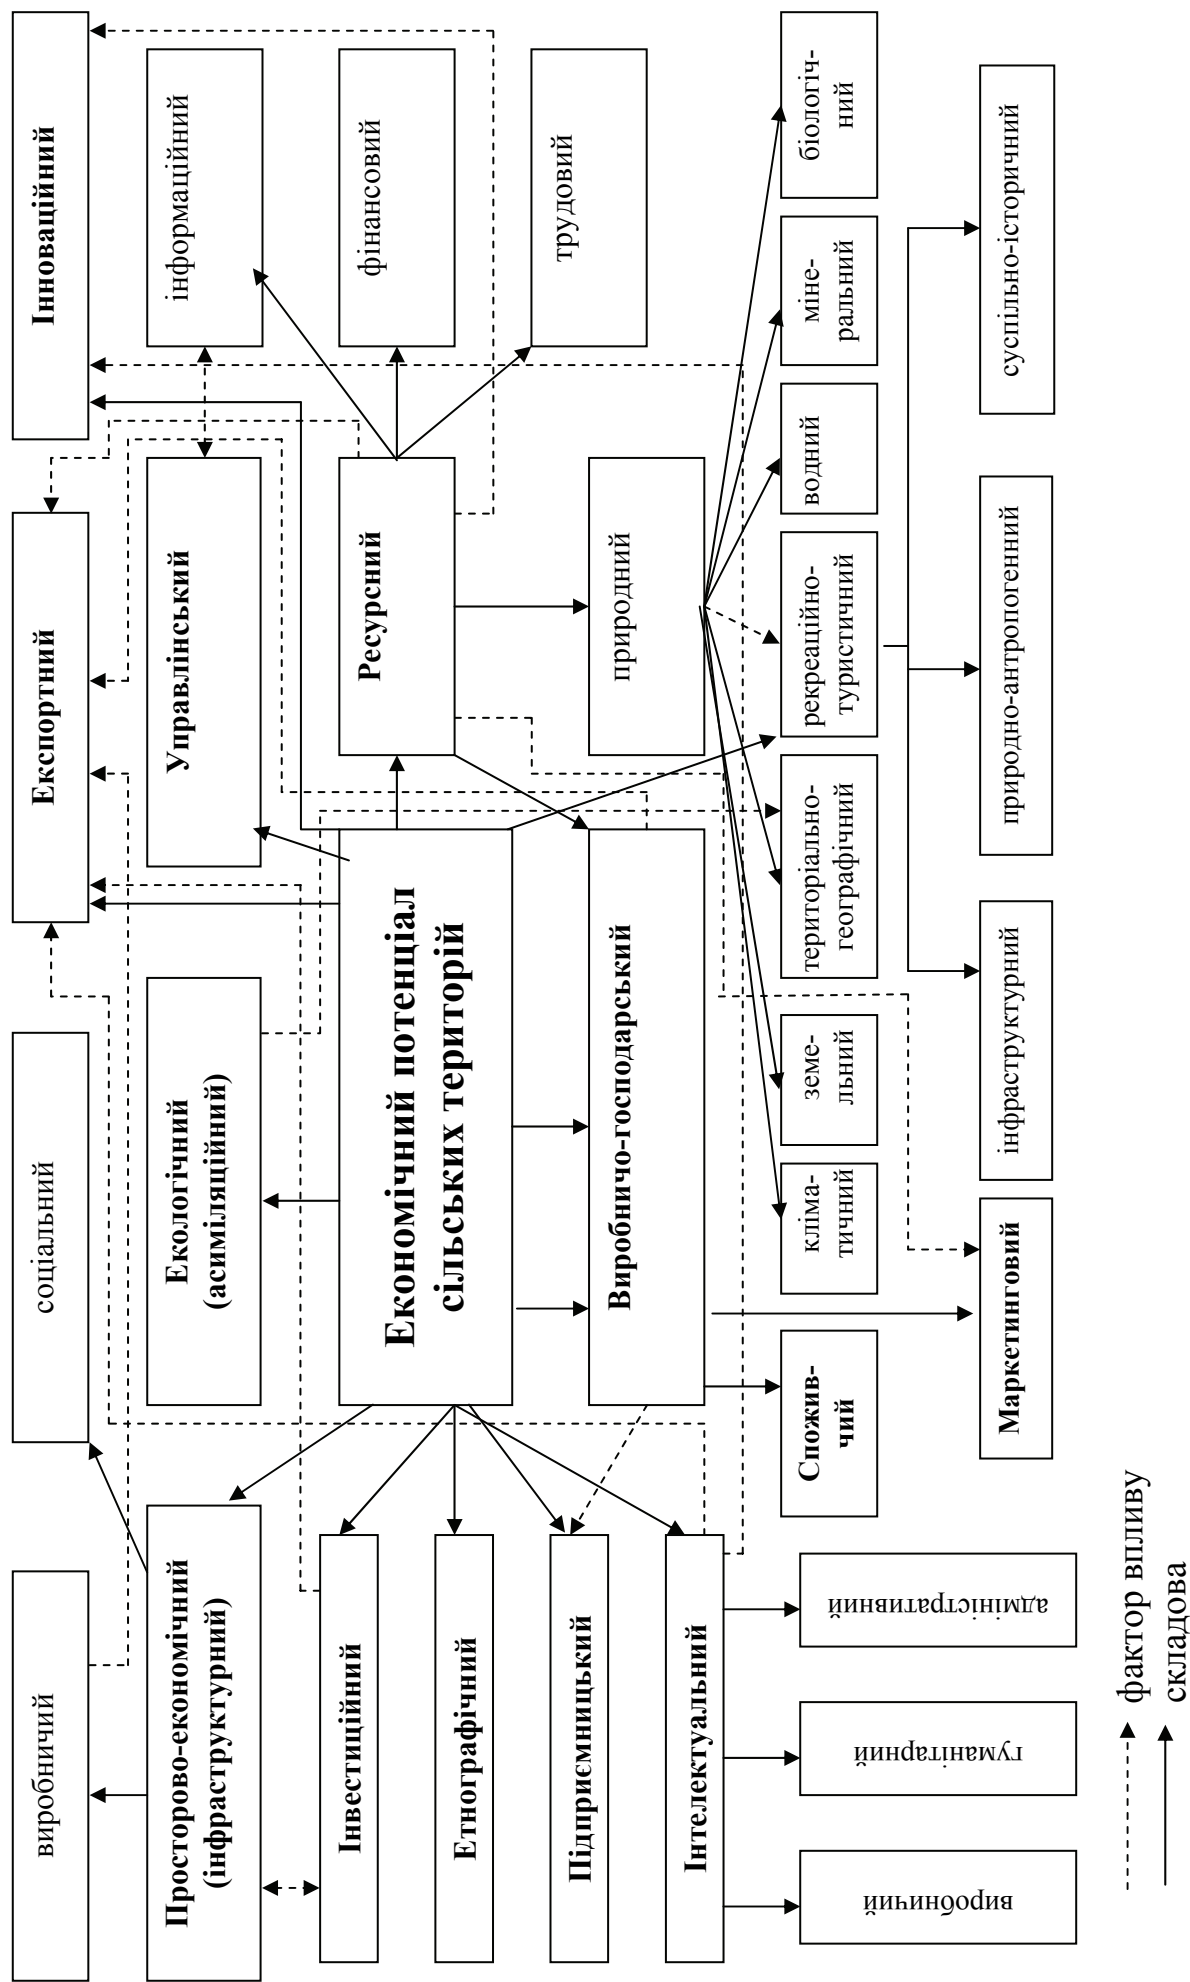 виробничий
соціальний
Експортний
Інноваційний
Просторово-економічний
(інфраструктурний)
Екологічний
(асиміляційний)
Управлінський
інформаційний
Інвестиційний
Економічний потенціал
сільських територій
Ресурсний
фінансовий
Етнографічний
Підприємницький
Виробничо-господарський
природний
трудовий
Інтелектуальний
виробничий
гуманітарний
адміністративний
Спожив-
чий
кліма-
тичний
земе-
льний
територіально-
географічний
рекреаційно-
туристичний
водний
міне-
ральний
біологіч-
ний
Маркетинговий
інфраструктурний
природно-антропогенний
суспільно-історичний
фактор впливу
складова